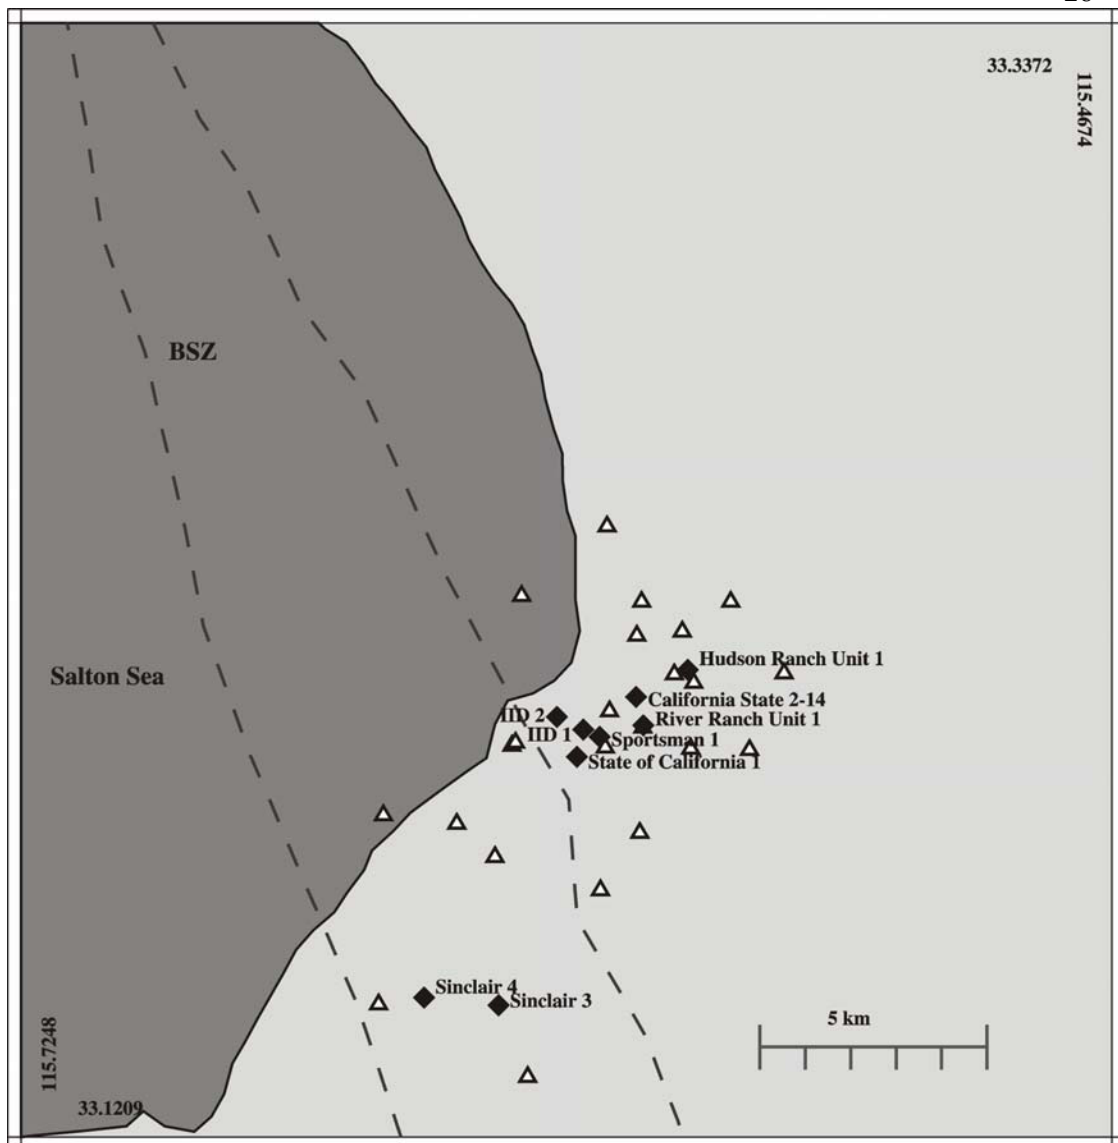 33.3372
115.4674
BSZ
Hudson Ranch Unit 1
Salton Sea
California State 2-14
IID 2
River Ranch Unit 1
IID 1
Sportsman 1
State of California 1
Sinclair 4
Sinclair 3
5 km
115.7248
33.1209